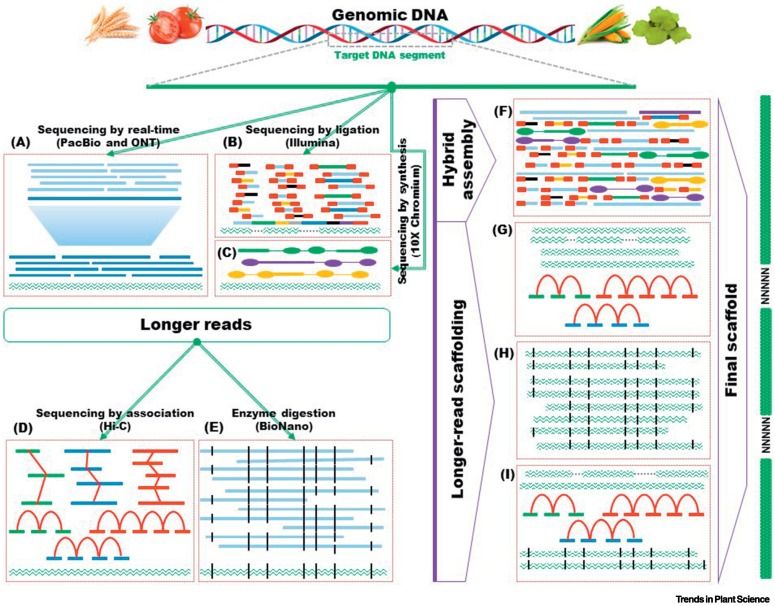 Genomic DNA
Target DNA segment
(A)
Sequencing by real-time
(PacBio and ONT)
(B)
Sequencing by ligation
(Illumina)
(C)
Sequencing by synthesis
(10X Chromium)
Longer reads
(D)
Sequencing by association
(Hi-C)
(E)
Enzyme digestion
(BioNano)
Hybrid
assembly
Longer-read scaffolding
(F)
(G)
(H)
(I)
Final scaffold
NNNNN
NNNNN
Trends in Plant Science